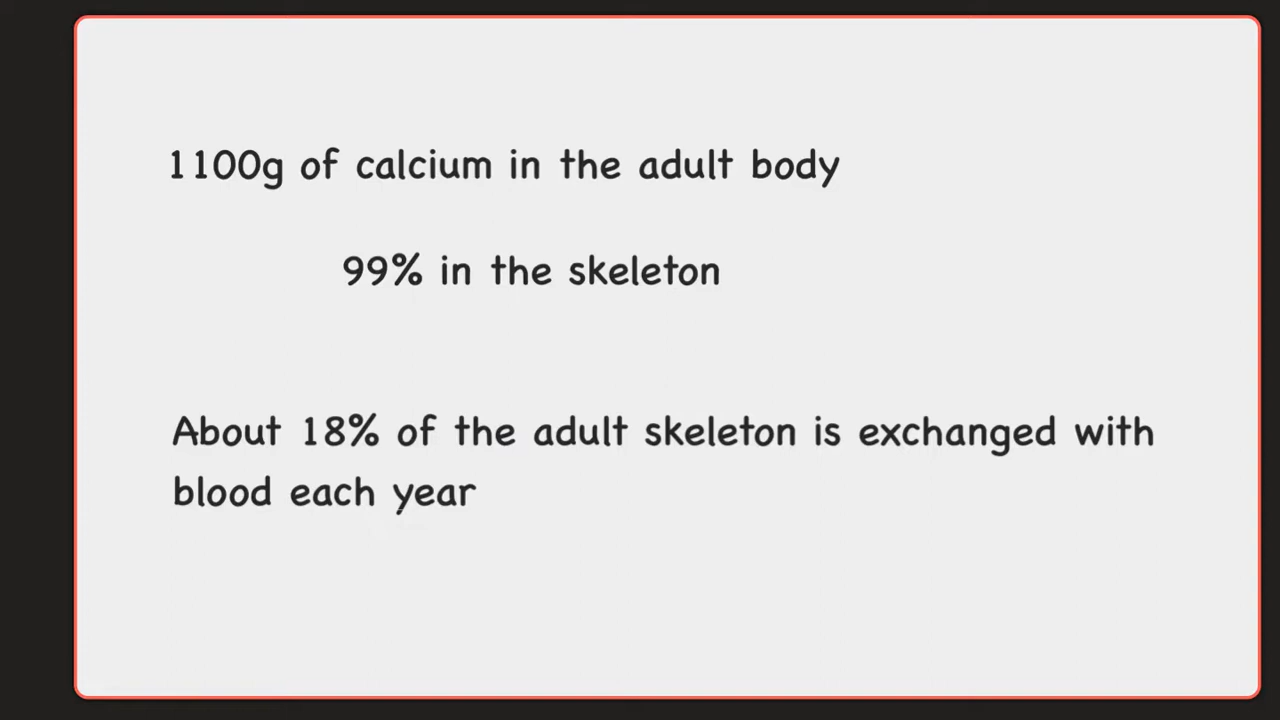 1100g of calcium in the adult body
99% in the skeleton
About 18% of the adult skeleton is exchanged with
blood each year